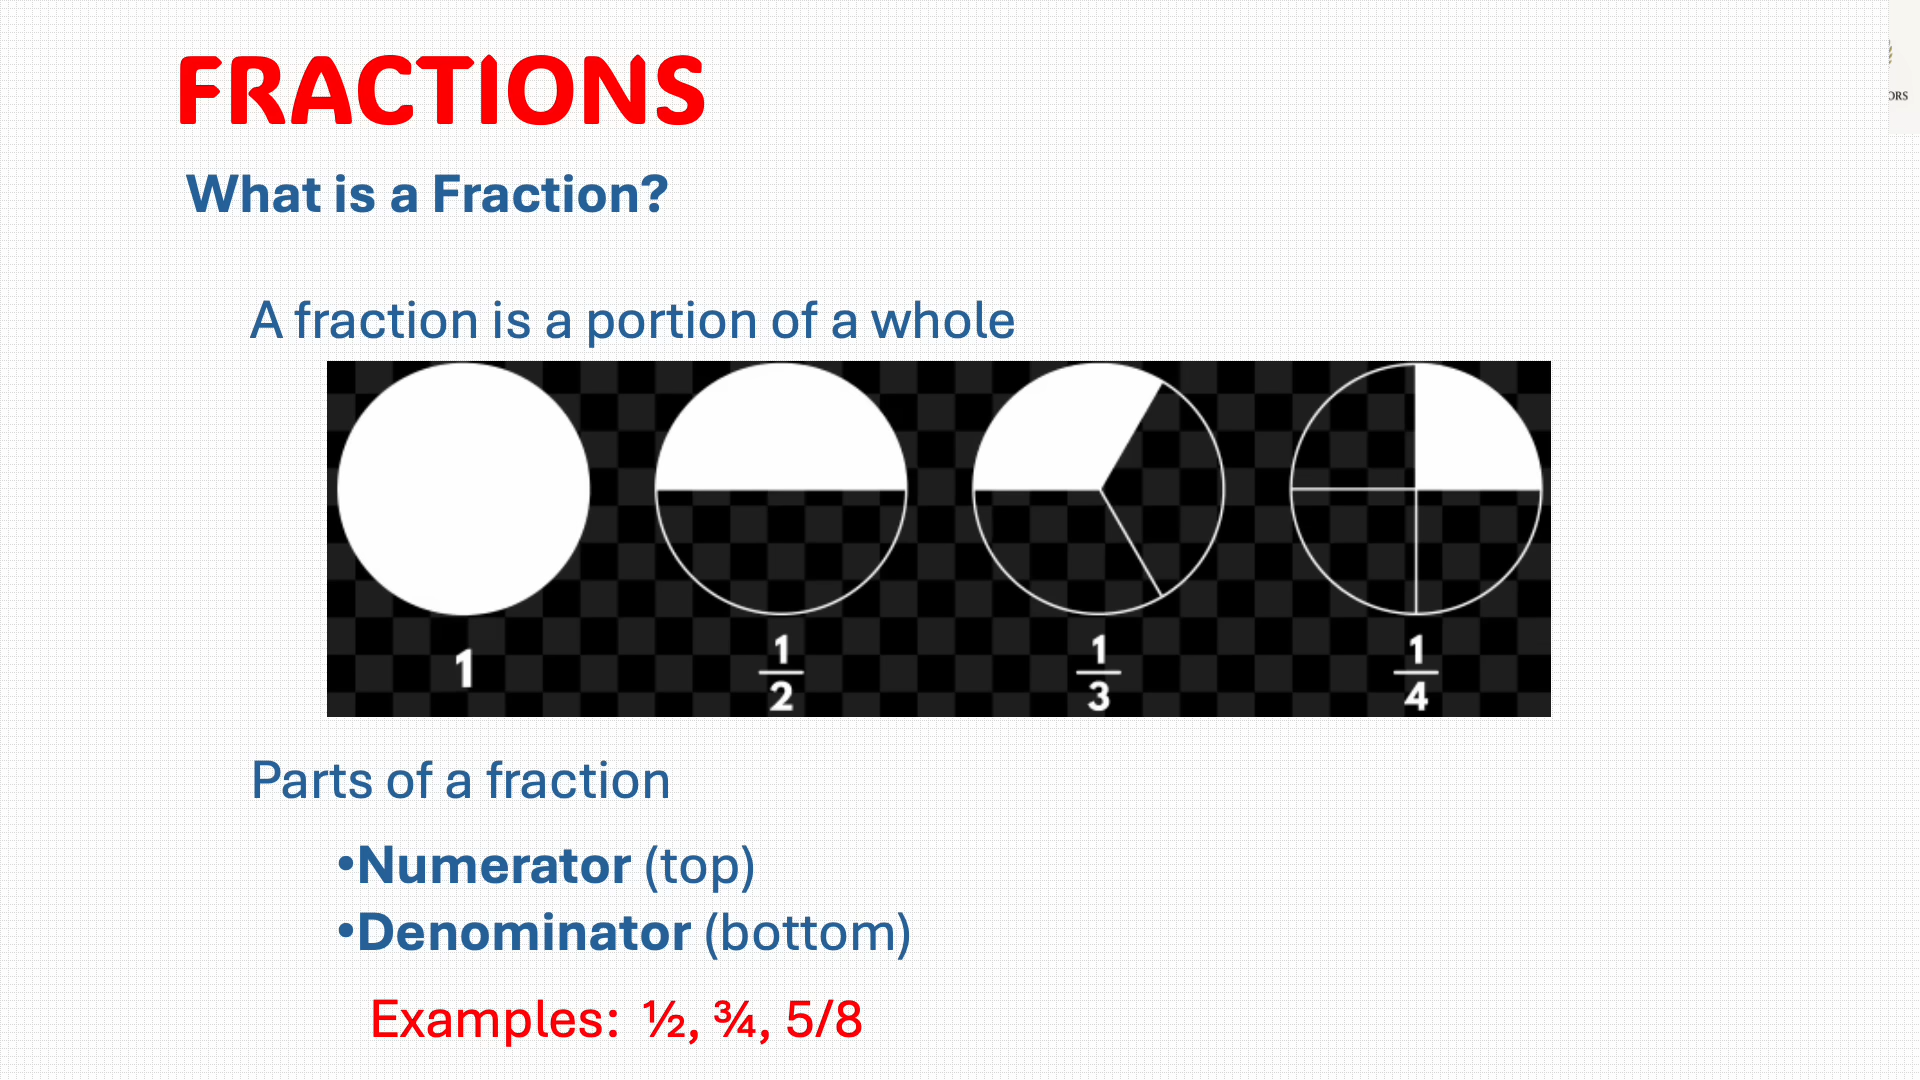 FRACTIONS
ORS
What is a Fraction?
A fraction is a portion of a whole
1
1/2
1/3
1/4
Parts of a fraction
•Numerator (top)
•Denominator (bottom)
Examples: ½, ¾, 5/8